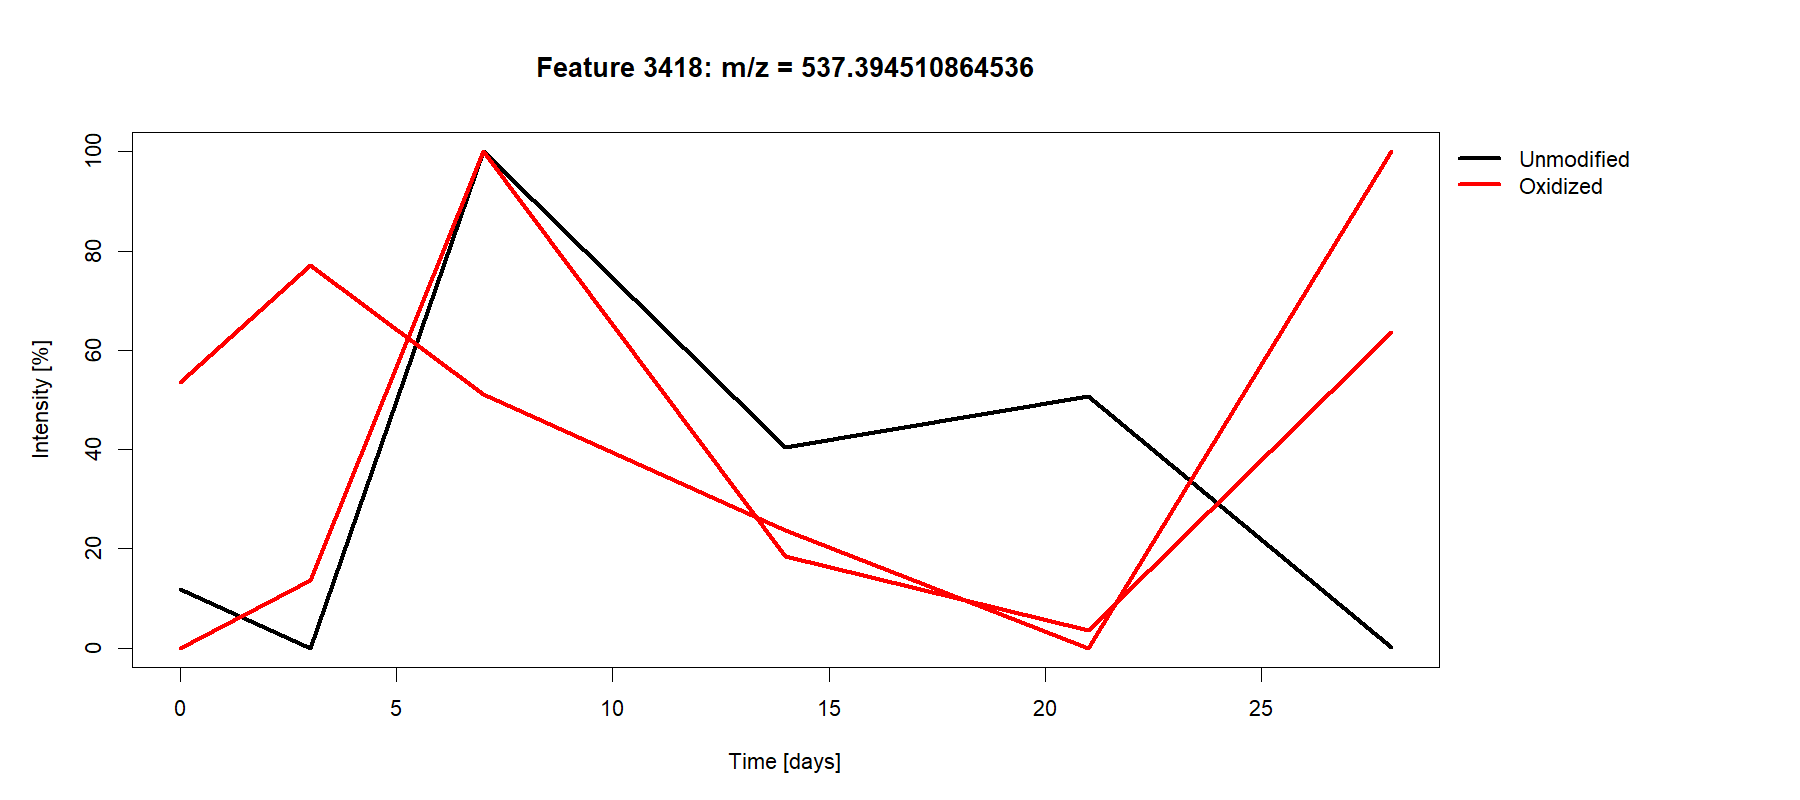 Feature 3418: m/z = 537.394510864536
Unmodified
Oxidized
100
80
60
40
20
0
Intensity [%]
0 5 10 15 20 25
Time [days]